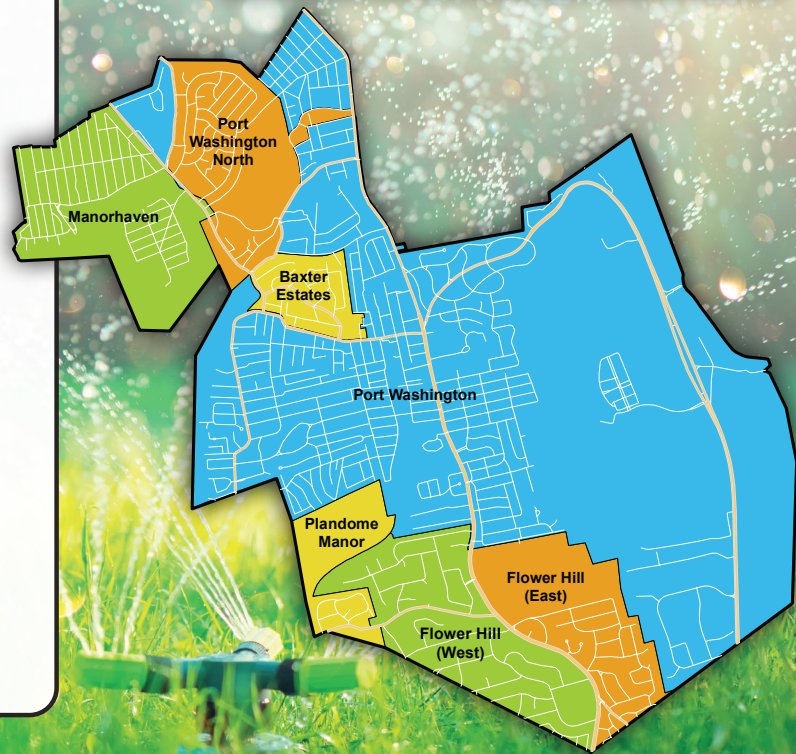 Port
Washington
North
Manorhaven
Baxter
Estates
Port Washington
Plandome
Manor
Flower Hill
(East)
Flower Hill
(West)